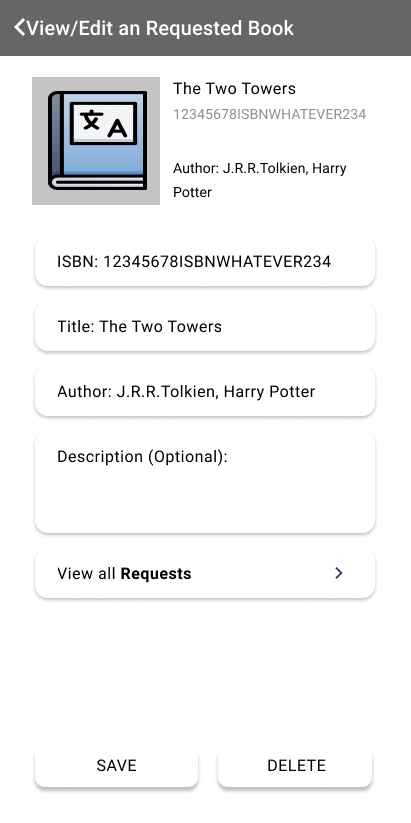 View/Edit an Requested Book
文 A
The Two Towers
12345678ISBNWHATEVER234
Author: J.R.R.Tolkien, Harry
Potter
ISBN: 12345678ISBNWHATEVER234
Title: The Two Towers
Author: J.R.R.Tolkien, Harry Potter
Description (Optional):
View all Requests
SAVE
DELETE